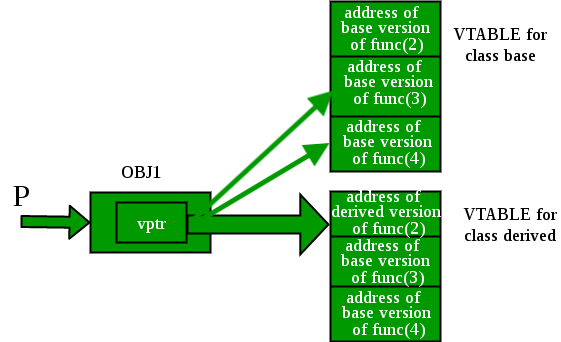 address of
base version
of func(2)
address of
base version
of func(3)
address of
base version
of func(4)
VTABLE for
class base
OBJ1
P
vptr
address of
derived version
of func(2)
address of
base version
of func(3)
address of
base version
of func(4)
VTABLE for
class derived